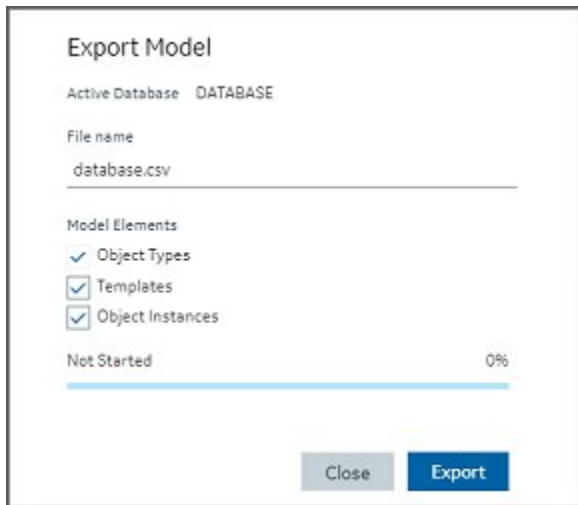 Export Model
Active Database DATABASE
File name
database.csv
Model Elements
Object Types
Templates
Object Instances
Not Started 0%
Close Export